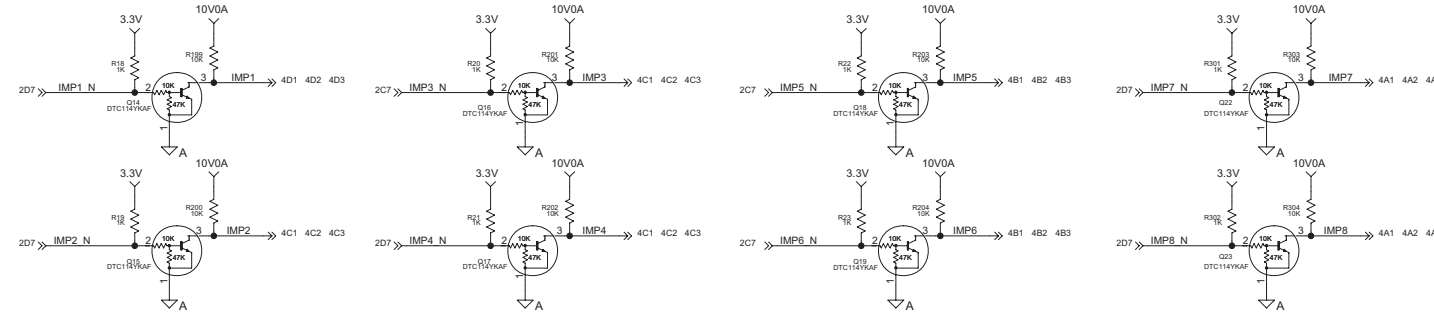 3.3V
10V0A
R18
1K
R199
10K
2D7
IMP1_N
2
10K
47K
3
IMP1
4D1 4D2 4D3
Q14
DTC114YKAF
1
A
3.3V
10V0A
R20
1K
R201
10K
2C7
IMP3_N
2
10K
47K
3
IMP3
4C1 4C2 4C3
Q16
DTC114YKAF
1
A
3.3V
10V0A
R22
1K
R203
10K
2C7
IMP5_N
2
10K
47K
3
IMP5
4B1 4B2 4B3
Q18
DTC114YKAF
1
A
3.3V
10V0A
R301
1K
R303
10K
2D7
IMP7_N
2
10K
47K
3
IMP7
4A1 4A2
Q22
DTC114YKAF
1
A
3.3V
10V0A
R19
1K
R200
10K
2D7
IMP2_N
2
10K
47K
3
IMP2
4C1 4C2 4C3
Q15
DTC114YKAF
1
A
3.3V
10V0A
R21
1K
R202
10K
2D7
IMP4_N
2
10K
47K
3
IMP4
4C1 4C2 4C3
Q17
DTC114YKAF
1
A
3.3V
10V0A
R23
1K
R204
10K
2C7
IMP6_N
2
10K
47K
3
IMP6
4B1 4B2 4B3
Q19
DTC114YKAF
1
A
3.3V
10V0A
R302
1K
R304
10K
2D7
IMP8_N
2
10K
47K
3
IMP8
4A1 4A2
Q23
DTC114YKAF
1
A